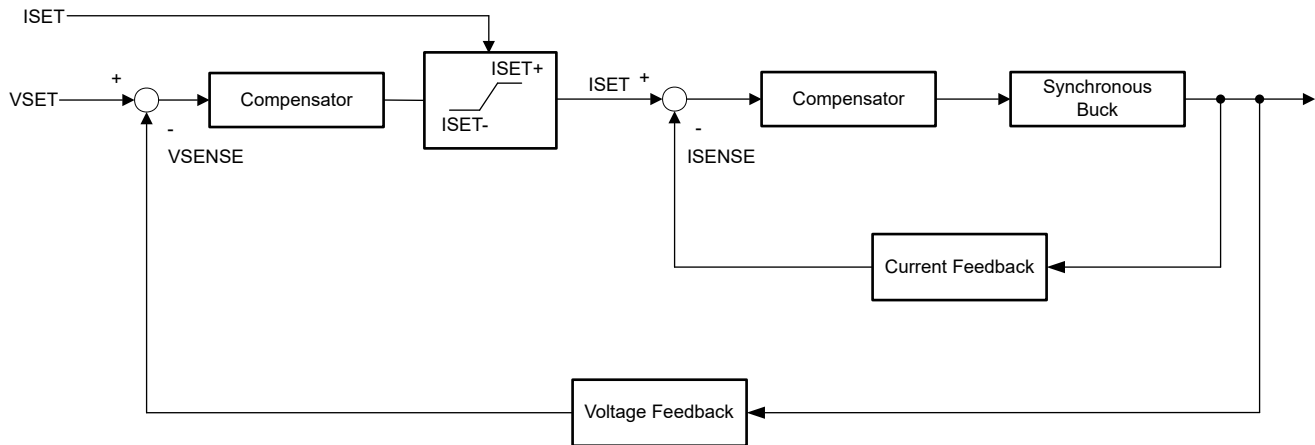 ISET
VSET
+
-
VSENSE
Compensator
ISET+
ISET-
ISET
+
-
ISENSE
Compensator
Synchronous
Buck
Current Feedback
Voltage Feedback